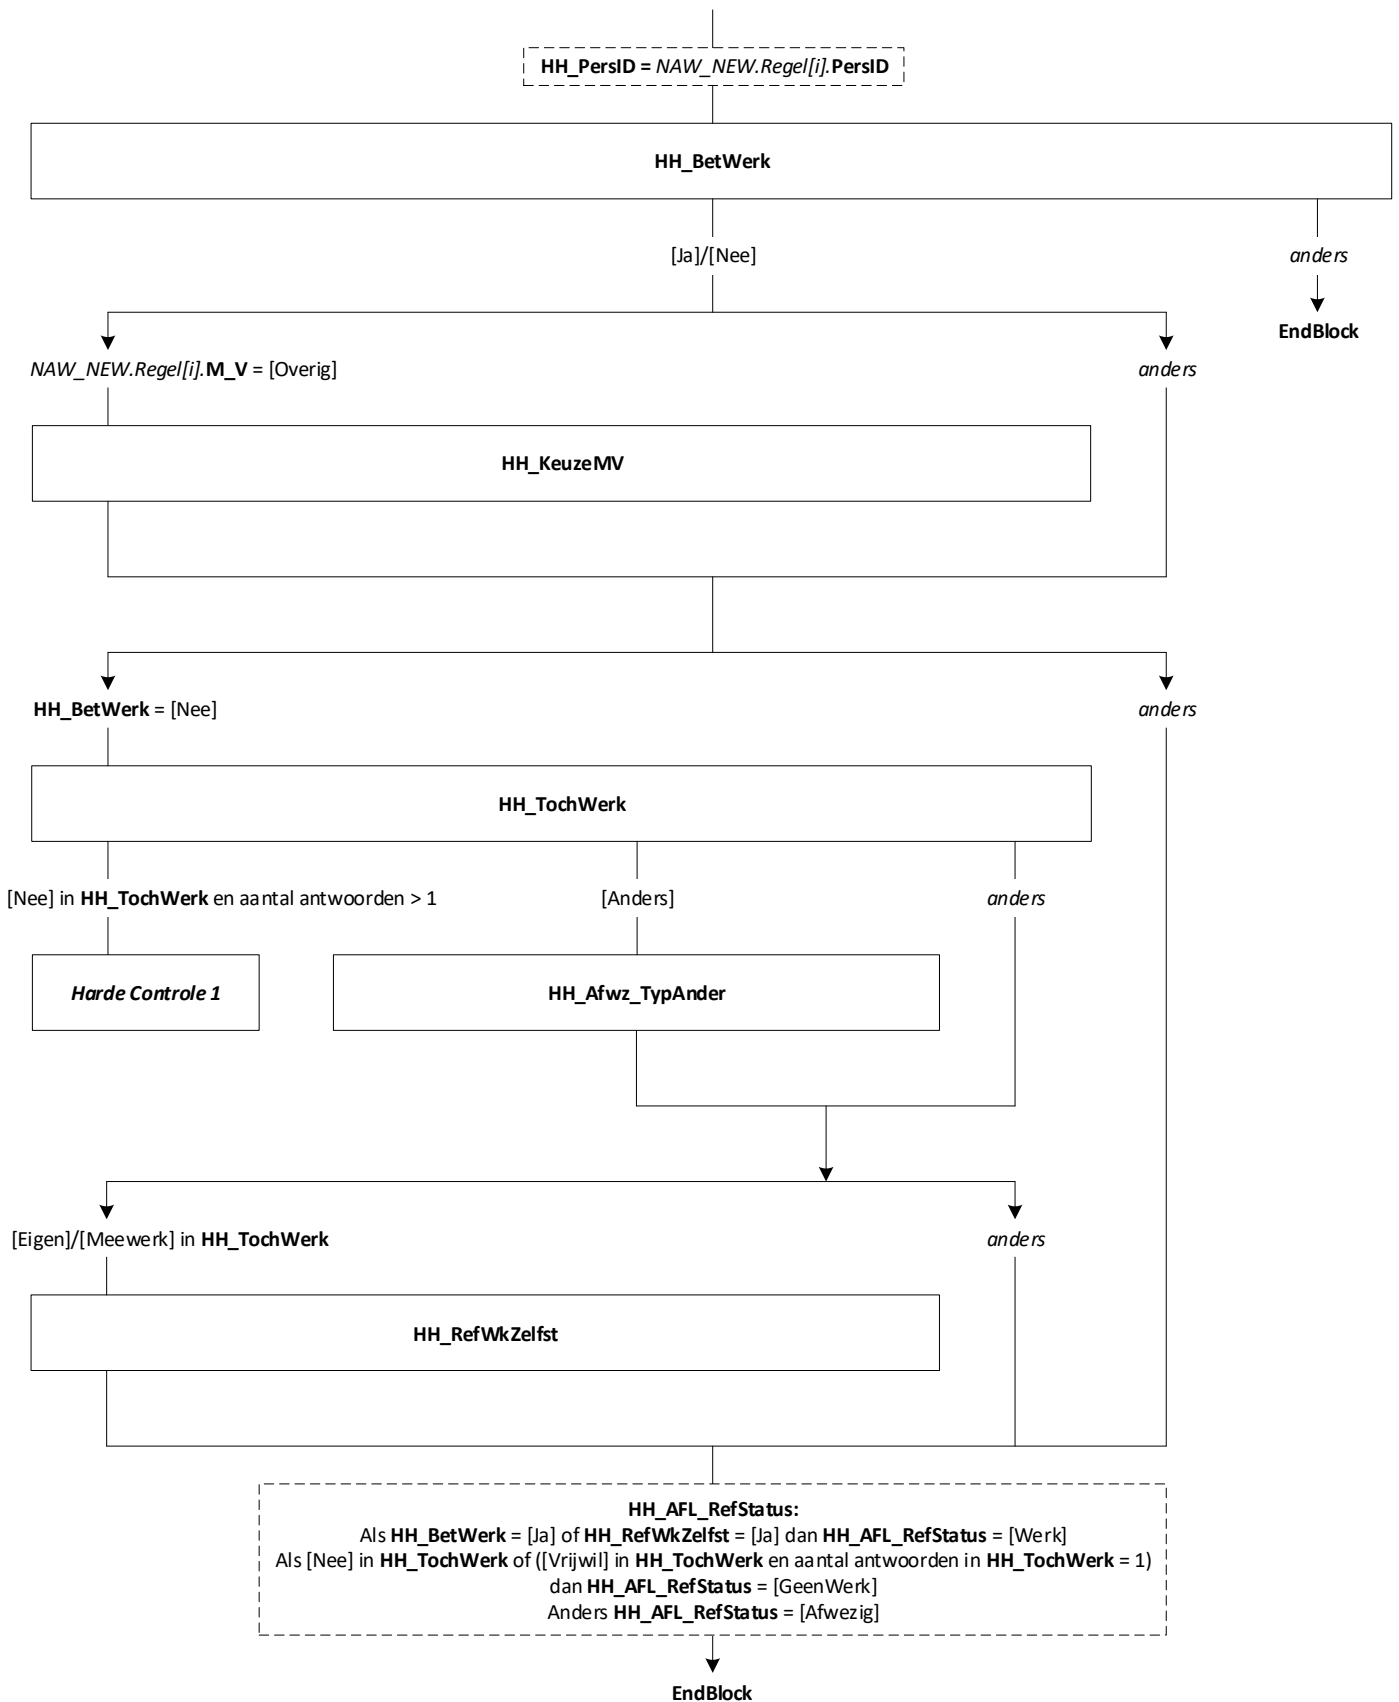 HH_PersID = NAW_NEW.Regel[i].PersID
HH_BetWerk
[Ja]/[Nee]
anders
EndBlock
NAW_NEW.Regel[i].M_V = [Overig]
anders
HH_KeuzeMV
HH_BetWerk = [Nee]
anders
HH_TochWerk
[Nee] in HH_TochWerk en aantal antwoorden > 1
[Anders]
anders
Harde Controle 1
HH_Afwz_TypAnder
[Eigen]/[Meewerk] in HH_TochWerk
anders
HH_RefWkZelfst
HH_AFL_RefStatus:
Als HH_BetWerk = [Ja] of HH_RefWkZelfst = [Ja] dan HH_AFL_RefStatus = [Werk]
Als [Nee] in HH_TochWerk of ([Vrijwil] in HH_TochWerk en aantal antwoorden in HH_TochWerk = 1)
dan HH_AFL_RefStatus = [GeenWerk]
Anders HH_AFL_RefStatus = [Afwezig]
EndBlock